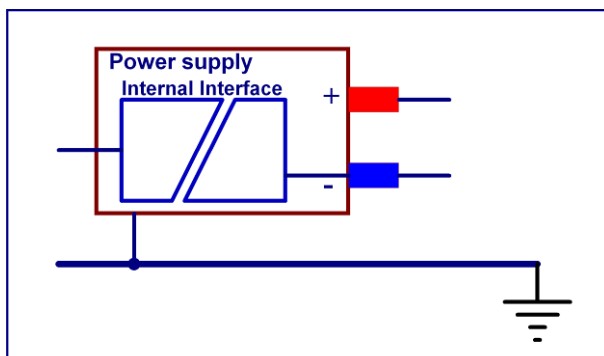 Power supply
Internal Interface
+
-